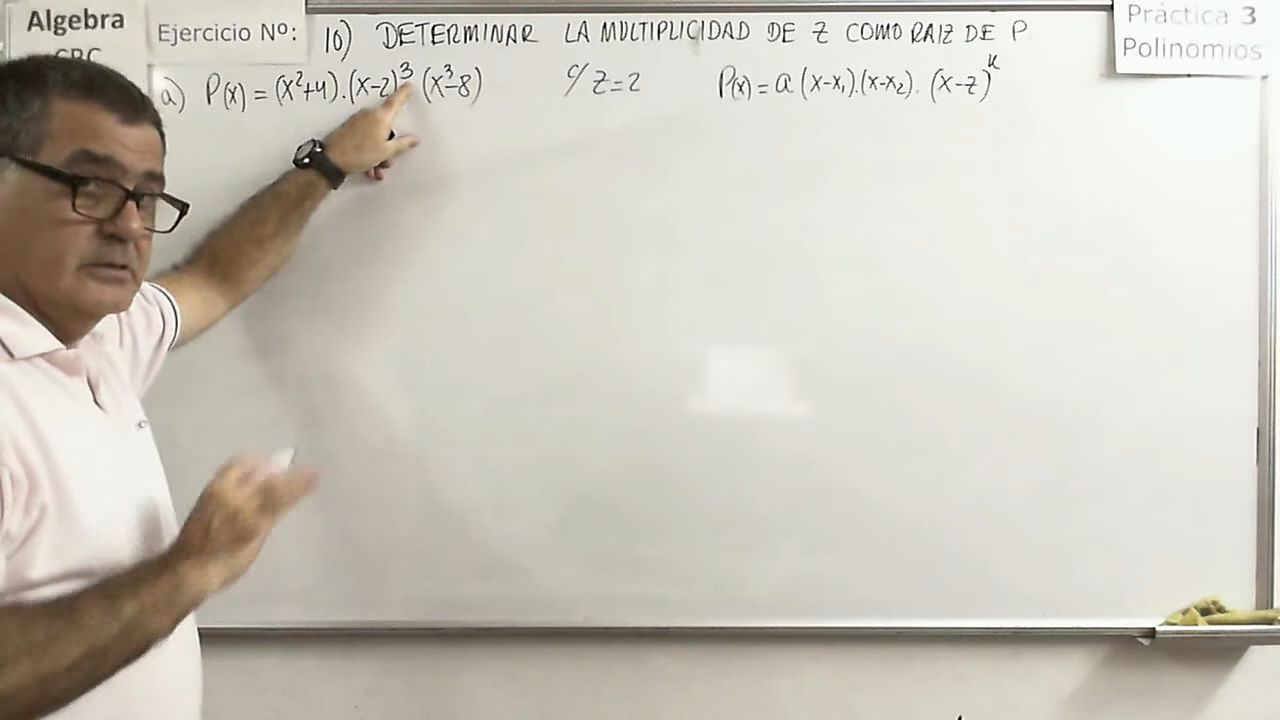 Algebra
CBC
Ejercicio Nº:
10) DETERMINAR LA MULTIPLICIDAD DE Z COMO RAIZ DE P
Práctica 3
Polinomios
a) P(x) = (x²+4).(x-2)³ (x³-8) c/ z=2 P(x) = a (x-x₁).(x-x₂). (x-z)ᵏ